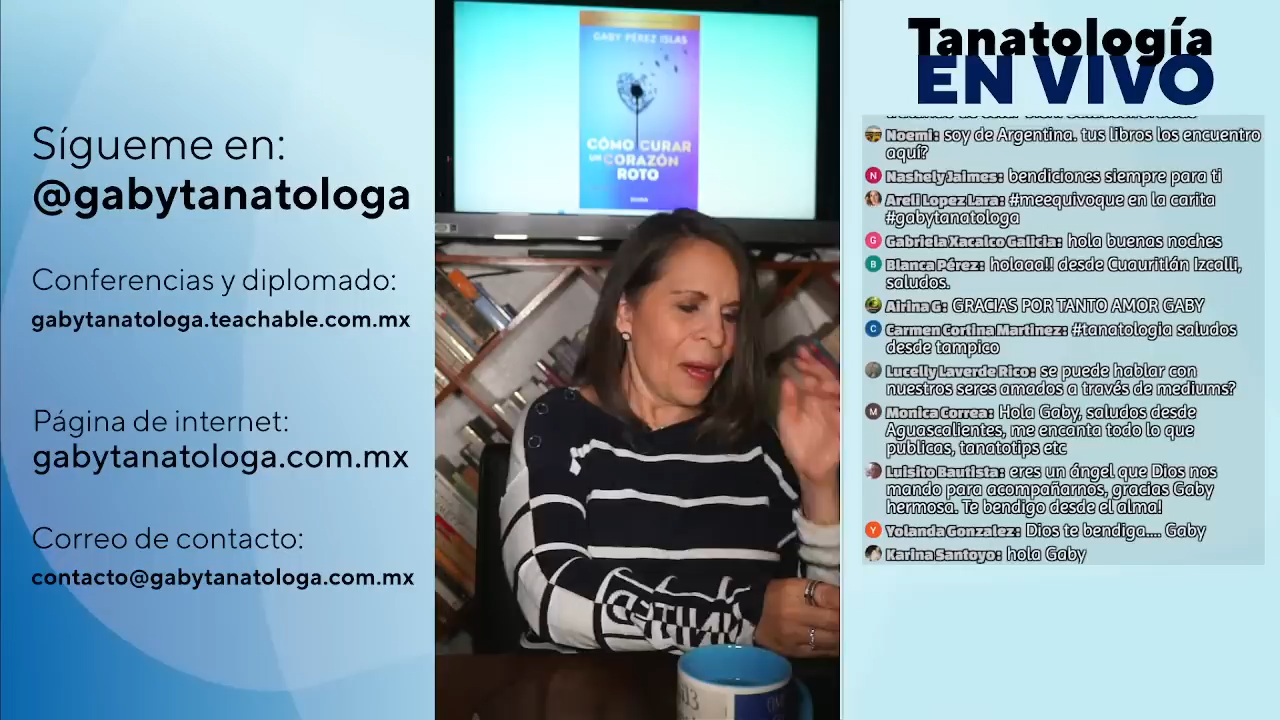 Sígueme en:
@gabytanatologa
Conferencias y diplomado:
gabytanatologa.teachable.com.mx
Página de internet:
gabytanatologa.com.mx
Correo de contacto:
contacto@gabytanatologa.com.mx
GABY PÉREZ ISLAS
CÓMO CURAR
UN CORAZÓN
ROTO
DIANA
Tanatología
EN VIVO
Noemi: soy de Argentina. tus libros los encuentro
aquí?
Nashely Jaimes: bendiciones siempre para ti
Areli Lopez Lara: #meequivoque en la carita
#gabytanatologa
Gabriela Xacalco Galicia: hola buenas noches
Blanca Pérez: holaaa!! desde Cuauritlán Izcalli,
saludos.
Airina G: GRACIAS POR TANTO AMOR GABY
Carmen Cortina Martinez: #tanatologia saludos
desde tampico
Lucelly Laverde Rico: se puede hablar con
nuestros seres amados a través de mediums?
Monica Correa: Hola Gaby, saludos desde
Aguascalientes, me encanta todo lo que
publicas, tanatotips etc
Luisito Bautista: eres un ángel que Dios nos
mando para acompañarnos, gracias Gaby
hermosa. Te bendigo desde el alma!
Yolanda Gonzalez: Dios te bendiga.... Gaby
Karina Santoyo: hola Gaby